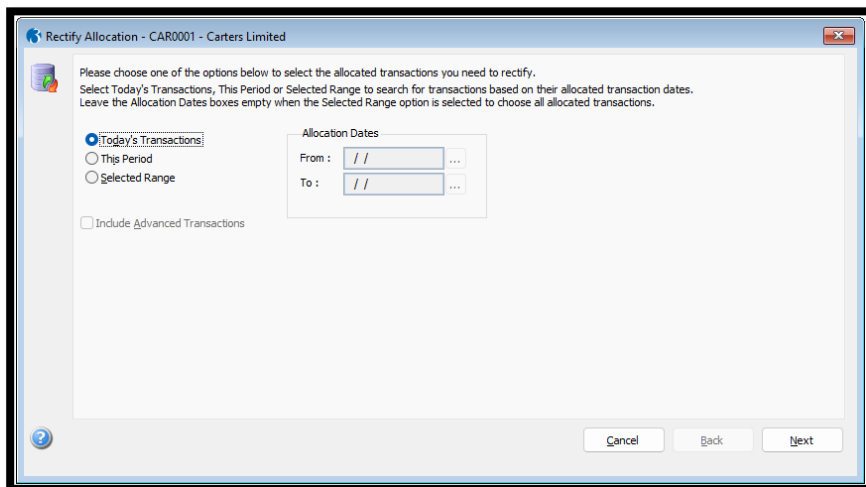 Rectify Allocation - CAR0001 - Carters Limited
Please choose one of the options below to select the allocated transactions you need to rectify.
Select Today's Transactions, This Period or Selected Range to search for transactions based on their allocated transaction dates.
Leave the Allocation Dates boxes empty when the Selected Range option is selected to choose all allocated transactions.
Today's Transactions
This Period
Selected Range
Allocation Dates
From : / / ...
To : / / ...
Include Advanced Transactions
? Cancel Back Next